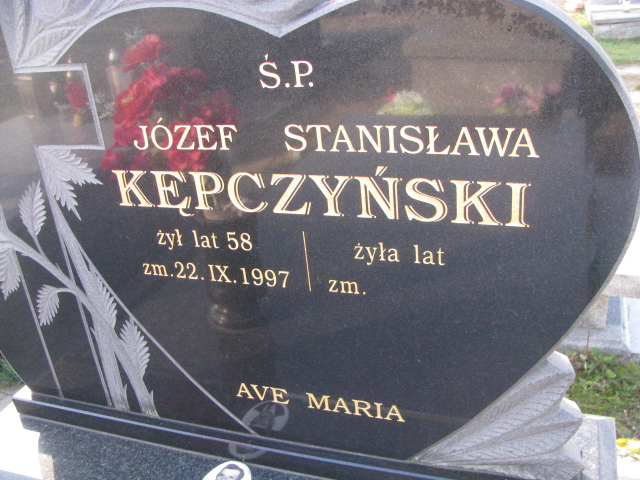 Ś.P.
JÓZEF STANISŁAWA
KĘPCZYŃSKI
żył lat 58 żyła lat
zm.22.IX.1997 zm.
AVE MARIA